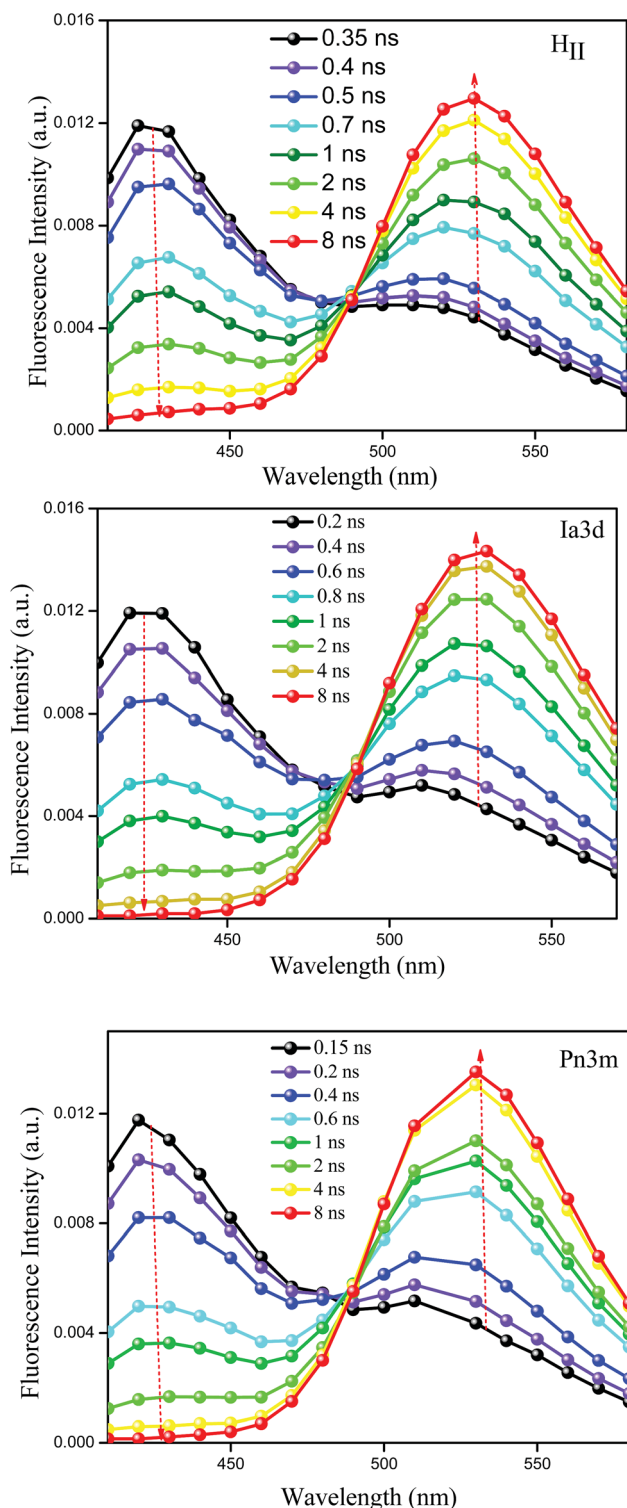 0.016
0.012
0.008
0.004
0.000
Fluorescence Intensity (a.u.)
0.35 ns
0.4 ns
0.5 ns
0.7 ns
1 ns
2 ns
4 ns
8 ns
HII
450
500
550
Wavelength (nm)
0.016
0.012
0.008
0.004
0.000
Fluorescence Intensity (a.u.)
0.2 ns
0.4 ns
0.6 ns
0.8 ns
1 ns
2 ns
4 ns
8 ns
Ia3d
450
500
550
Wavelength (nm)
0.012
0.008
0.004
0.000
Fluorescence Intensity (a.u.)
0.15 ns
0.2 ns
0.4 ns
0.6 ns
1 ns
2 ns
4 ns
8 ns
Pn3m
450
500
550
Wavelength (nm)